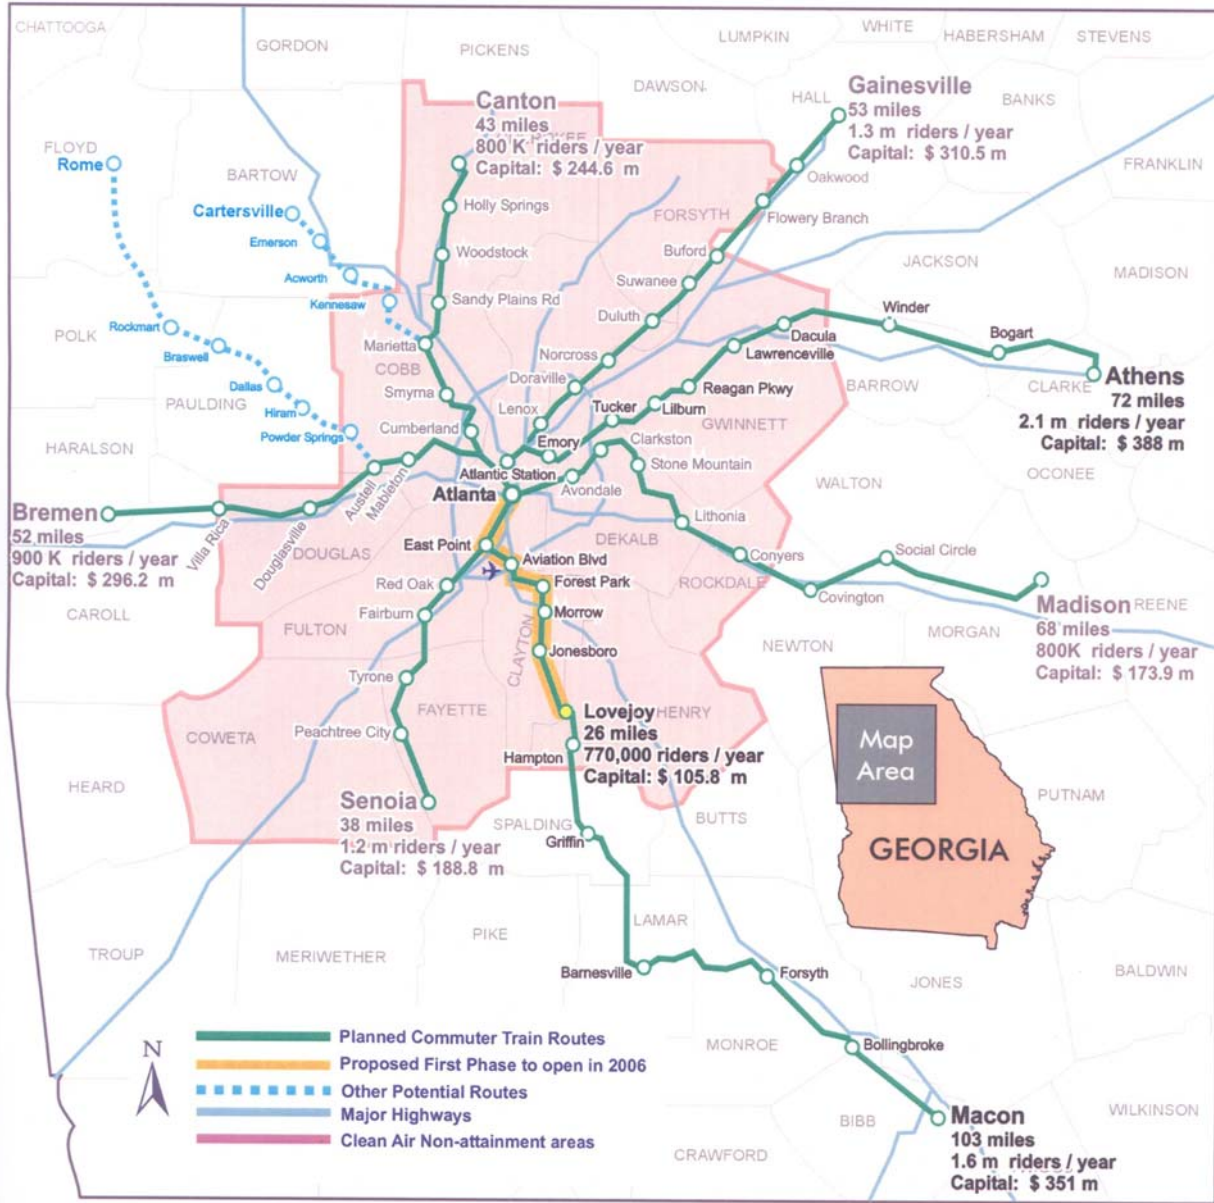 CHATTOOGA
GORDON
PICKENS
LUMPKIN
WHITE
HABERSHAM
STEVENS
DAWSON
HALL
BANKS
FRANKLIN
FLOYD
Rome
BARTOW
Canton
43 miles
800 K riders / year
Capital: $ 244.6 m
Gainesville
53 miles
1.3 m riders / year
Capital: $ 310.5 m
Oakwood
Flowery Branch
Cartersville
Emerson
Acworth
Kennesaw
Holly Springs
Woodstock
Sandy Plains Rd
Marietta
COBB
Smyrna
Cumberland
FORSYTH
Buford
Suwanee
Duluth
Norcross
Doraville
Lenox
JACKSON
MADISON
Winder
Bogart
Dacula
Lawrenceville
Reagan Pkwy
Lilburn
Tucker
Emory
GWINNETT
BARROW
CLARKE
Athens
72 miles
2.1 m riders / year
Capital: $ 388 m
OCONEE
POLK
Rockmart
Braswell
Dallas
Hiram
Powder Springs
PAULDING
HARALSON
Bremen
52 miles
900 K riders / year
Capital: $ 296.2 m
Villa Rica
Douglasville
Austell
Mableton
DOUGLAS
CARROLL
Atlantic Station
Atlanta
Avondale
Clarkston
Stone Mountain
Lithonia
Conyers
Covington
Social Circle
WALTON
DEKALB
ROCKDALE
NEWTON
MORGAN
REENE
Madison
68 miles
800K riders / year
Capital: $ 173.9 m
East Point
Aviation Blvd
Forest Park
Morrow
Jonesboro
CLAYTON
Red Oak
Fairburn
FULTON
Tyrone
Peachtree City
FAYETTE
COWETA
HEARD
Senoia
38 miles
1.2 m riders / year
Capital: $ 188.8 m
Lovejoy
26 miles
770,000 riders / year
Capital: $ 105.8 m
HENRY
Hampton
SPALDING
Griffin
BUTTS
Map
Area
GEORGIA
PUTNAM
TROUP
MERIWETHER
PIKE
LAMAR
Barnesville
Forsyth
JONES
BALDWIN
MONROE
Bollingbroke
BIBB
WILKINSON
CRAWFORD
Macon
103 miles
1.6 m riders / year
Capital: $ 351 m
N
Planned Commuter Train Routes
Proposed First Phase to open in 2006
Other Potential Routes
Major Highways
Clean Air Non-attainment areas